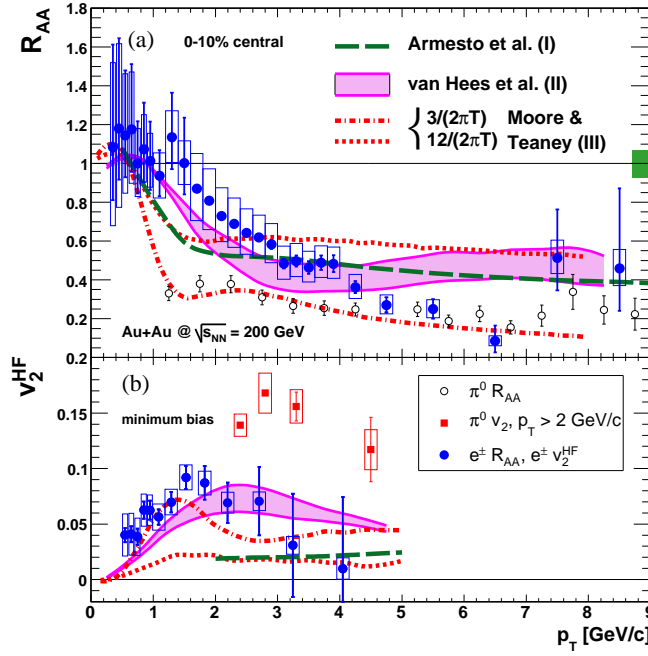 R_AA
1.8
1.6
1.4
1.2
1
0.8
0.6
0.4
0.2
(a)
0-10% central
Armesto et al. (I)
van Hees et al. (II)
3/(2πT) Moore &
12/(2πT) Teaney (III)
Au+Au @ √s_NN = 200 GeV
v_2^HF
0.2
0.15
0.1
0.05
0
(b)
minimum bias
π⁰ R_AA
π⁰ v_2, p_T > 2 GeV/c
e± R_AA, e± v_2^HF
0 1 2 3 4 5 6 7 8 9
p_T [GeV/c]